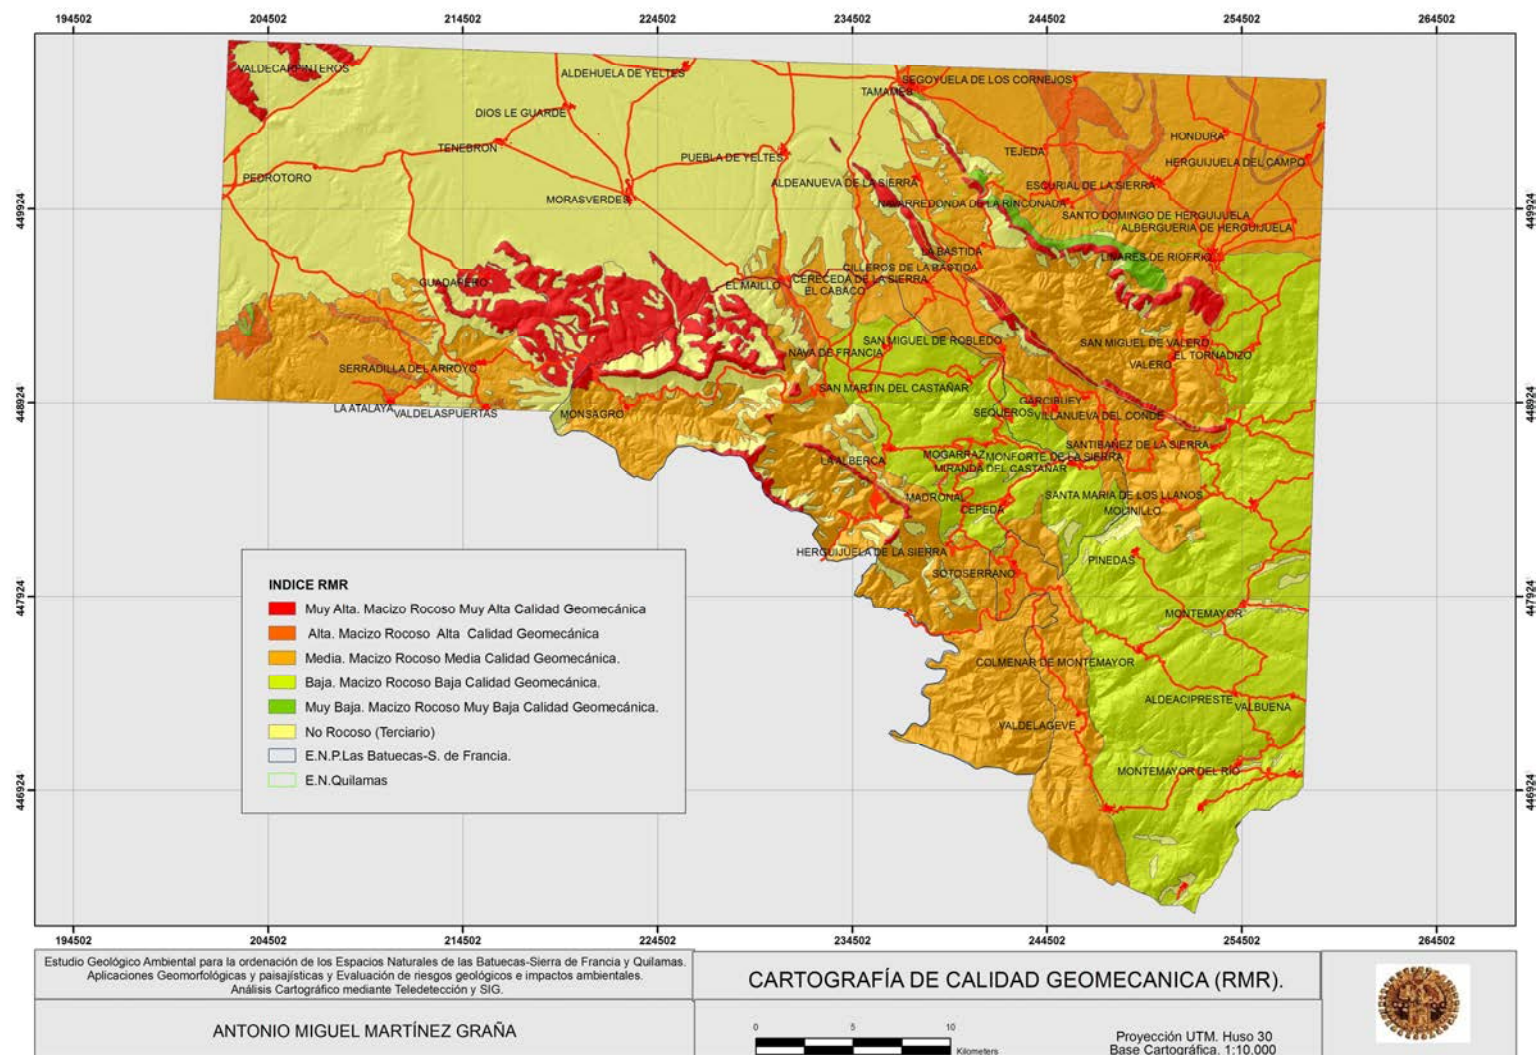 194502 204502 214502 224502 234502 244502 254502 264502
VALDECARPINTEROS
ALDEHUELA DE YELTES
SEGOYUELA DE LOS CORNEJOS
TAMAMES
DIOS LE GUARDE
HONDURA
TENEBRON
PUEBLA DE YELTES
TEJEDA
HERGUIJUELA DEL CAMPO
PEDROTORO
ALDEANUEVA DE LA SIERRA
ESCURIAL DE LA SIERRA
MORASVERDES
NAVARREDONDA DE LA RINCONADA
449924
449924
SANTO DOMINGO DE HERGUIJUELA
ALBERGUERIA DE HERGUIJUELA
LA BASTIDA
LINARES DE RIOFRIO
CILLEROS DE LA BASTIDA
GUADAPERO
EL MAILLO
CERECEDA DE LA SIERRA
EL CABACO
SAN MIGUEL DE ROBLEDO
SAN MIGUEL DE VALERO
NAVA DE FRANCIA
EL TORNADIZO
SERRADILLA DEL ARROYO
VALERO
SAN MARTIN DEL CASTAÑAR
448924
448924
GARCIBUEY
LA ATALAYA
VALDELASPUERTAS
MONSAGRO
SEQUEROS
VILLANUEVA DEL CONDE
SANTIBAÑEZ DE LA SIERRA
LA ALBERCA
MOGARRAZ
MONFORTE DE LA SIERRA
MIRANDA DEL CASTAÑAR
MADROÑAL
SANTA MARIA DE LOS LLANOS
CEPEDA
MOLINILLO
HERGUIJUELA DE LA SIERRA
PINEDAS
SOTOSERRANO
447924
447924
MONTEMAYOR
COLMENAR DE MONTEMAYOR
ALDEACIPRESTE
VALBUENA
VALDELAGEVE
MONTEMAYOR DEL RIO
446924
446924
INDICE RMR
Muy Alta. Macizo Rocoso Muy Alta Calidad Geomecánica
Alta. Macizo Rocoso Alta Calidad Geomecánica
Media. Macizo Rocoso Media Calidad Geomecánica.
Baja. Macizo Rocoso Baja Calidad Geomecánica.
Muy Baja. Macizo Rocoso Muy Baja Calidad Geomecánica.
No Rocoso (Terciario)
E.N.P.Las Batuecas-S. de Francia.
E.N.Quilamas
194502 204502 214502 224502 234502 244502 254502 264502
Estudio Geológico Ambiental para la ordenación de los Espacios Naturales de las Batuecas-Sierra de Francia y Quilamas.
Aplicaciones Geomorfológicas y paisajísticas y Evaluación de riesgos geológicos e impactos ambientales.
Análisis Cartográfico mediante Teledetección y SIG.
ANTONIO MIGUEL MARTÍNEZ GRAÑA
CARTOGRAFÍA DE CALIDAD GEOMECANICA (RMR).
0 5 10
Kilometers
Proyección UTM. Huso 30
Base Cartográfica. 1:10.000